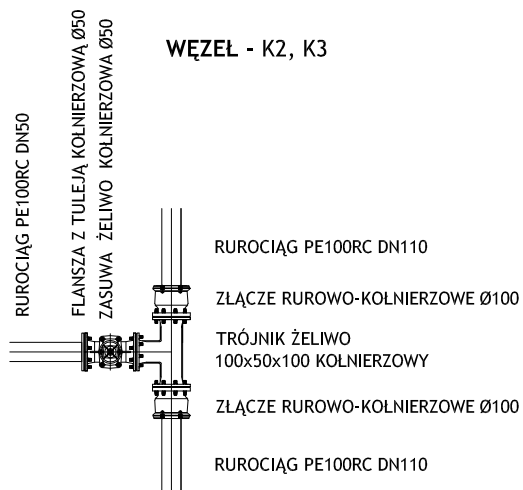 WĘZEŁ - K2, K3
RUROCIĄG PE100RC DN50
FLANSZA Z TULEJĄ KOŁNIERZOWĄ Ø50
ZASUWA ŻELIWO KOŁNIERZOWA Ø50
RUROCIĄG PE100RC DN110
ZŁĄCZE RUROWO-KOŁNIERZOWE Ø100
TRÓJNIK ŻELIWO
100x50x100 KOŁNIERZOWY
ZŁĄCZE RUROWO-KOŁNIERZOWE Ø100
RUROCIĄG PE100RC DN110